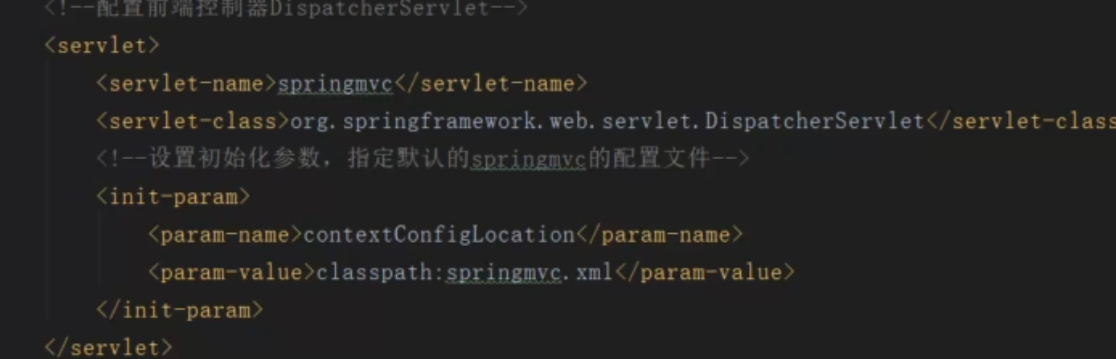 <!--配置前端控制器DispatcherServlet-->
<servlet>
<servlet-name>springmvc</servlet-name>
<servlet-class>org.springframework.web.servlet.DispatcherServlet</servlet-class
<!--设置初始化参数，指定默认的springmvc的配置文件-->
<init-param>
<param-name>contextConfigLocation</param-name>
<param-value>classpath:springmvc.xml</param-value>
</init-param>
</servlet>